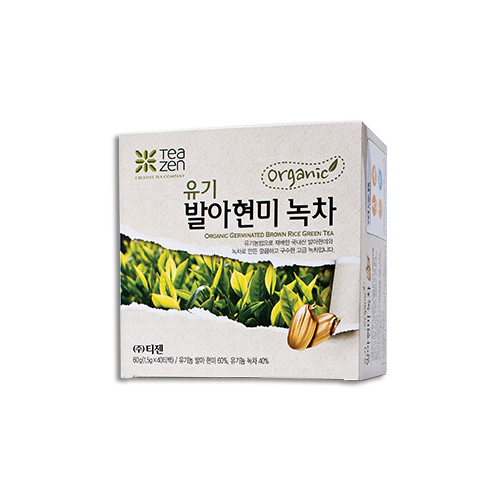 Tea
zen
CREATIVE TEA COMPANY
organic
유기
발아현미 녹차
ORGANIC GERMINATED BROWN RICE GREEN TEA
유기농법으로 재배한 국내산 발아현미와
녹차로 만든 깔끔하고 구수한 고급 녹차입니다.
(주)티젠
60g(1.5g×40티백) / 유기농 발아 현미 60%, 유기농 녹차 40%